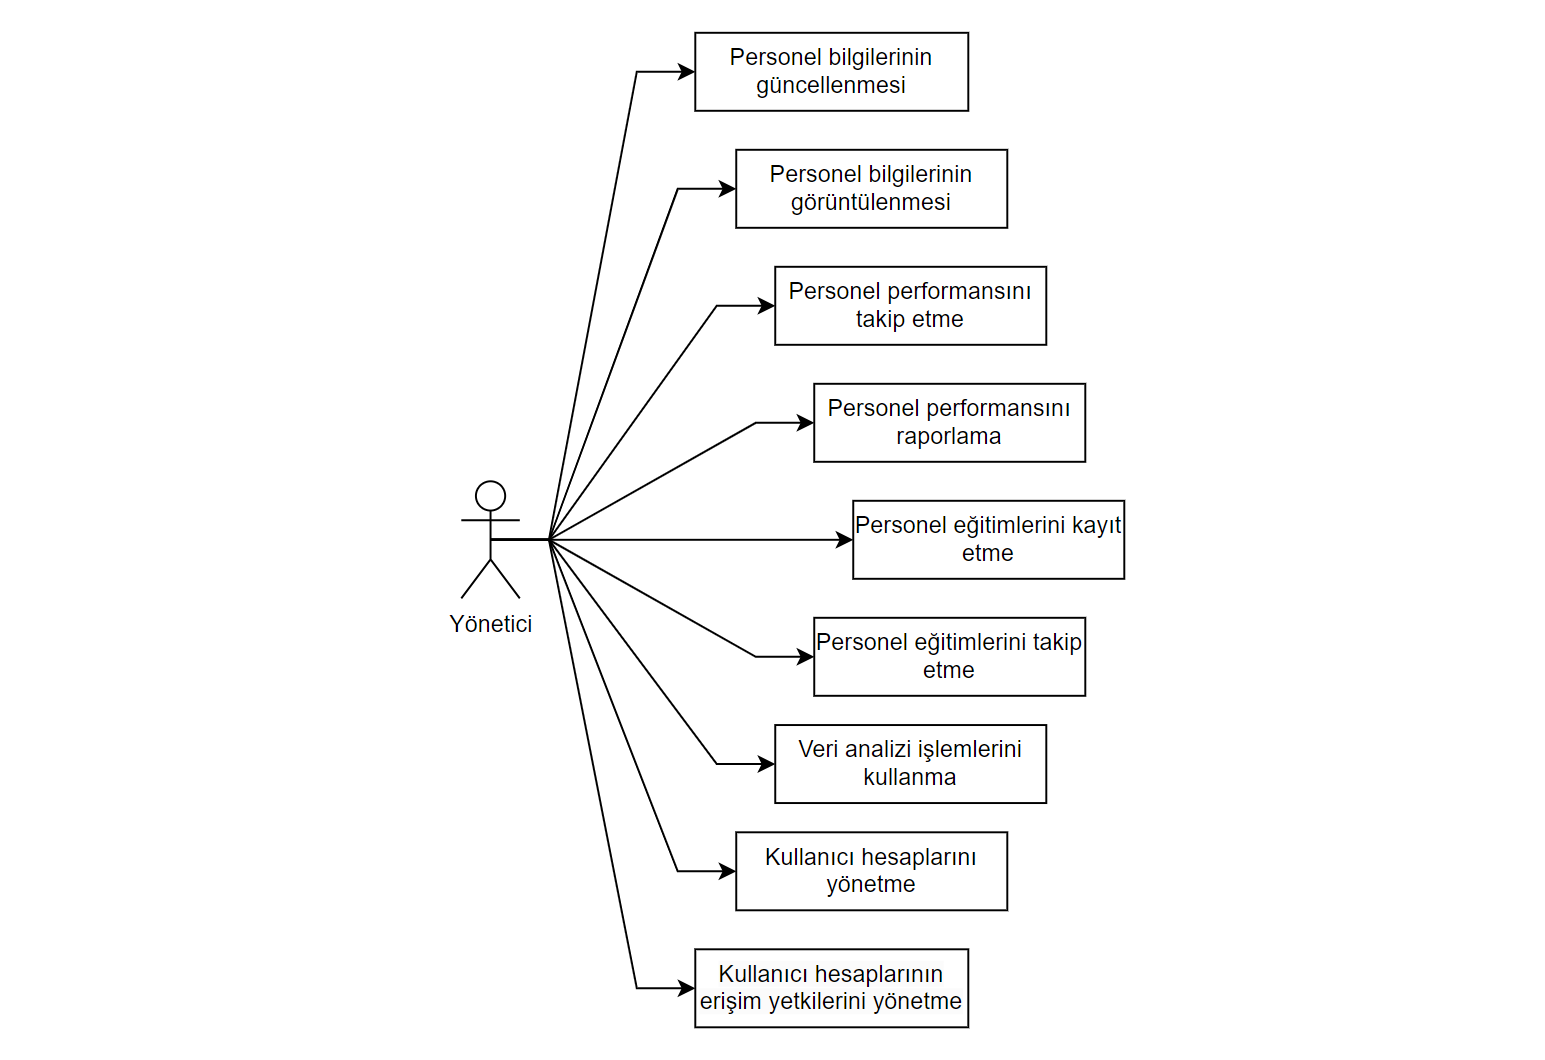 Personel bilgilerinin
güncellenmesi
Personel bilgilerinin
görüntülenmesi
Personel performansını
takip etme
Personel performansını
raporlama
Personel eğitimlerini kayıt
etme
Yönetici
Personel eğitimlerini takip
etme
Veri analizi işlemlerini
kullanma
Kullanıcı hesaplarını
yönetme
Kullanıcı hesaplarının
erişim yetkilerini yönetme